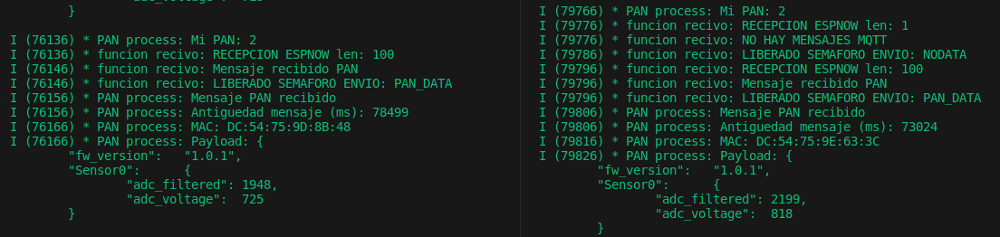 }
I (76136) * PAN process: Mi PAN: 2
I (76136) * funcion recivo: RECEPCION ESPNOW len: 100
I (76146) * funcion recivo: Mensaje recibido PAN
I (76146) * funcion recivo: LIBERADO SEMAFORO ENVIO: PAN_DATA
I (76156) * PAN process: Mensaje PAN recibido
I (76156) * PAN process: Antiguedad mensaje (ms): 78499
I (76166) * PAN process: MAC: DC:54:75:9D:8B:48
I (76166) * PAN process: Payload: {
"fw_version": "1.0.1",
"Sensor0": {
"adc_filtered": 1948,
"adc_voltage": 725
}
I (79766) * PAN process: Mi PAN: 2
I (79776) * funcion recivo: RECEPCION ESPNOW len: 1
I (79776) * funcion recivo: NO HAY MENSAJES MQTT
I (79786) * funcion recivo: LIBERADO SEMAFORO ENVIO: NODATA
I (79796) * funcion recivo: RECEPCION ESPNOW len: 100
I (79796) * funcion recivo: Mensaje recibido PAN
I (79796) * funcion recivo: LIBERADO SEMAFORO ENVIO: PAN_DATA
I (79806) * PAN process: Mensaje PAN recibido
I (79806) * PAN process: Antiguedad mensaje (ms): 73024
I (79816) * PAN process: MAC: DC:54:75:9E:63:3C
I (79826) * PAN process: Payload: {
"fw_version": "1.0.1",
"Sensor0": {
"adc_filtered": 2199,
"adc_voltage": 818
}